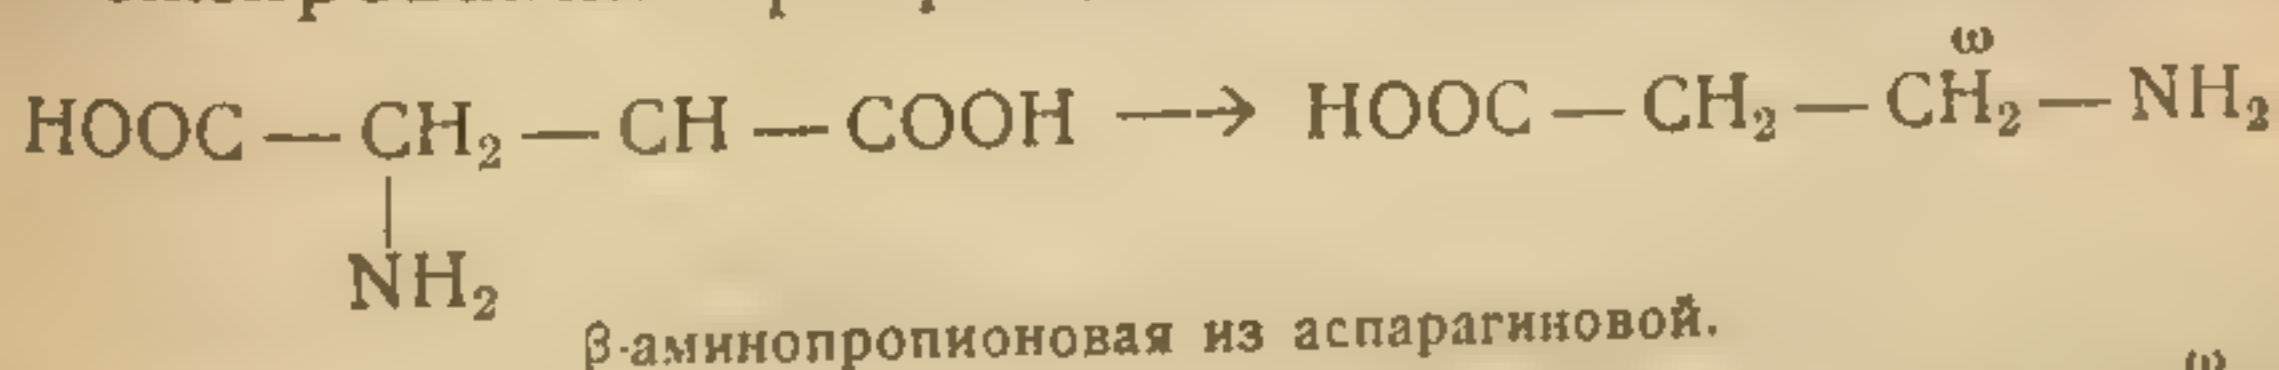 ω
HOOC — CH₂ — CH — COOH —→ HOOC — CH₂ — CH₂ — NH₂
|
NH₂
β-аминопропионовая из аспарагиновой.
ω